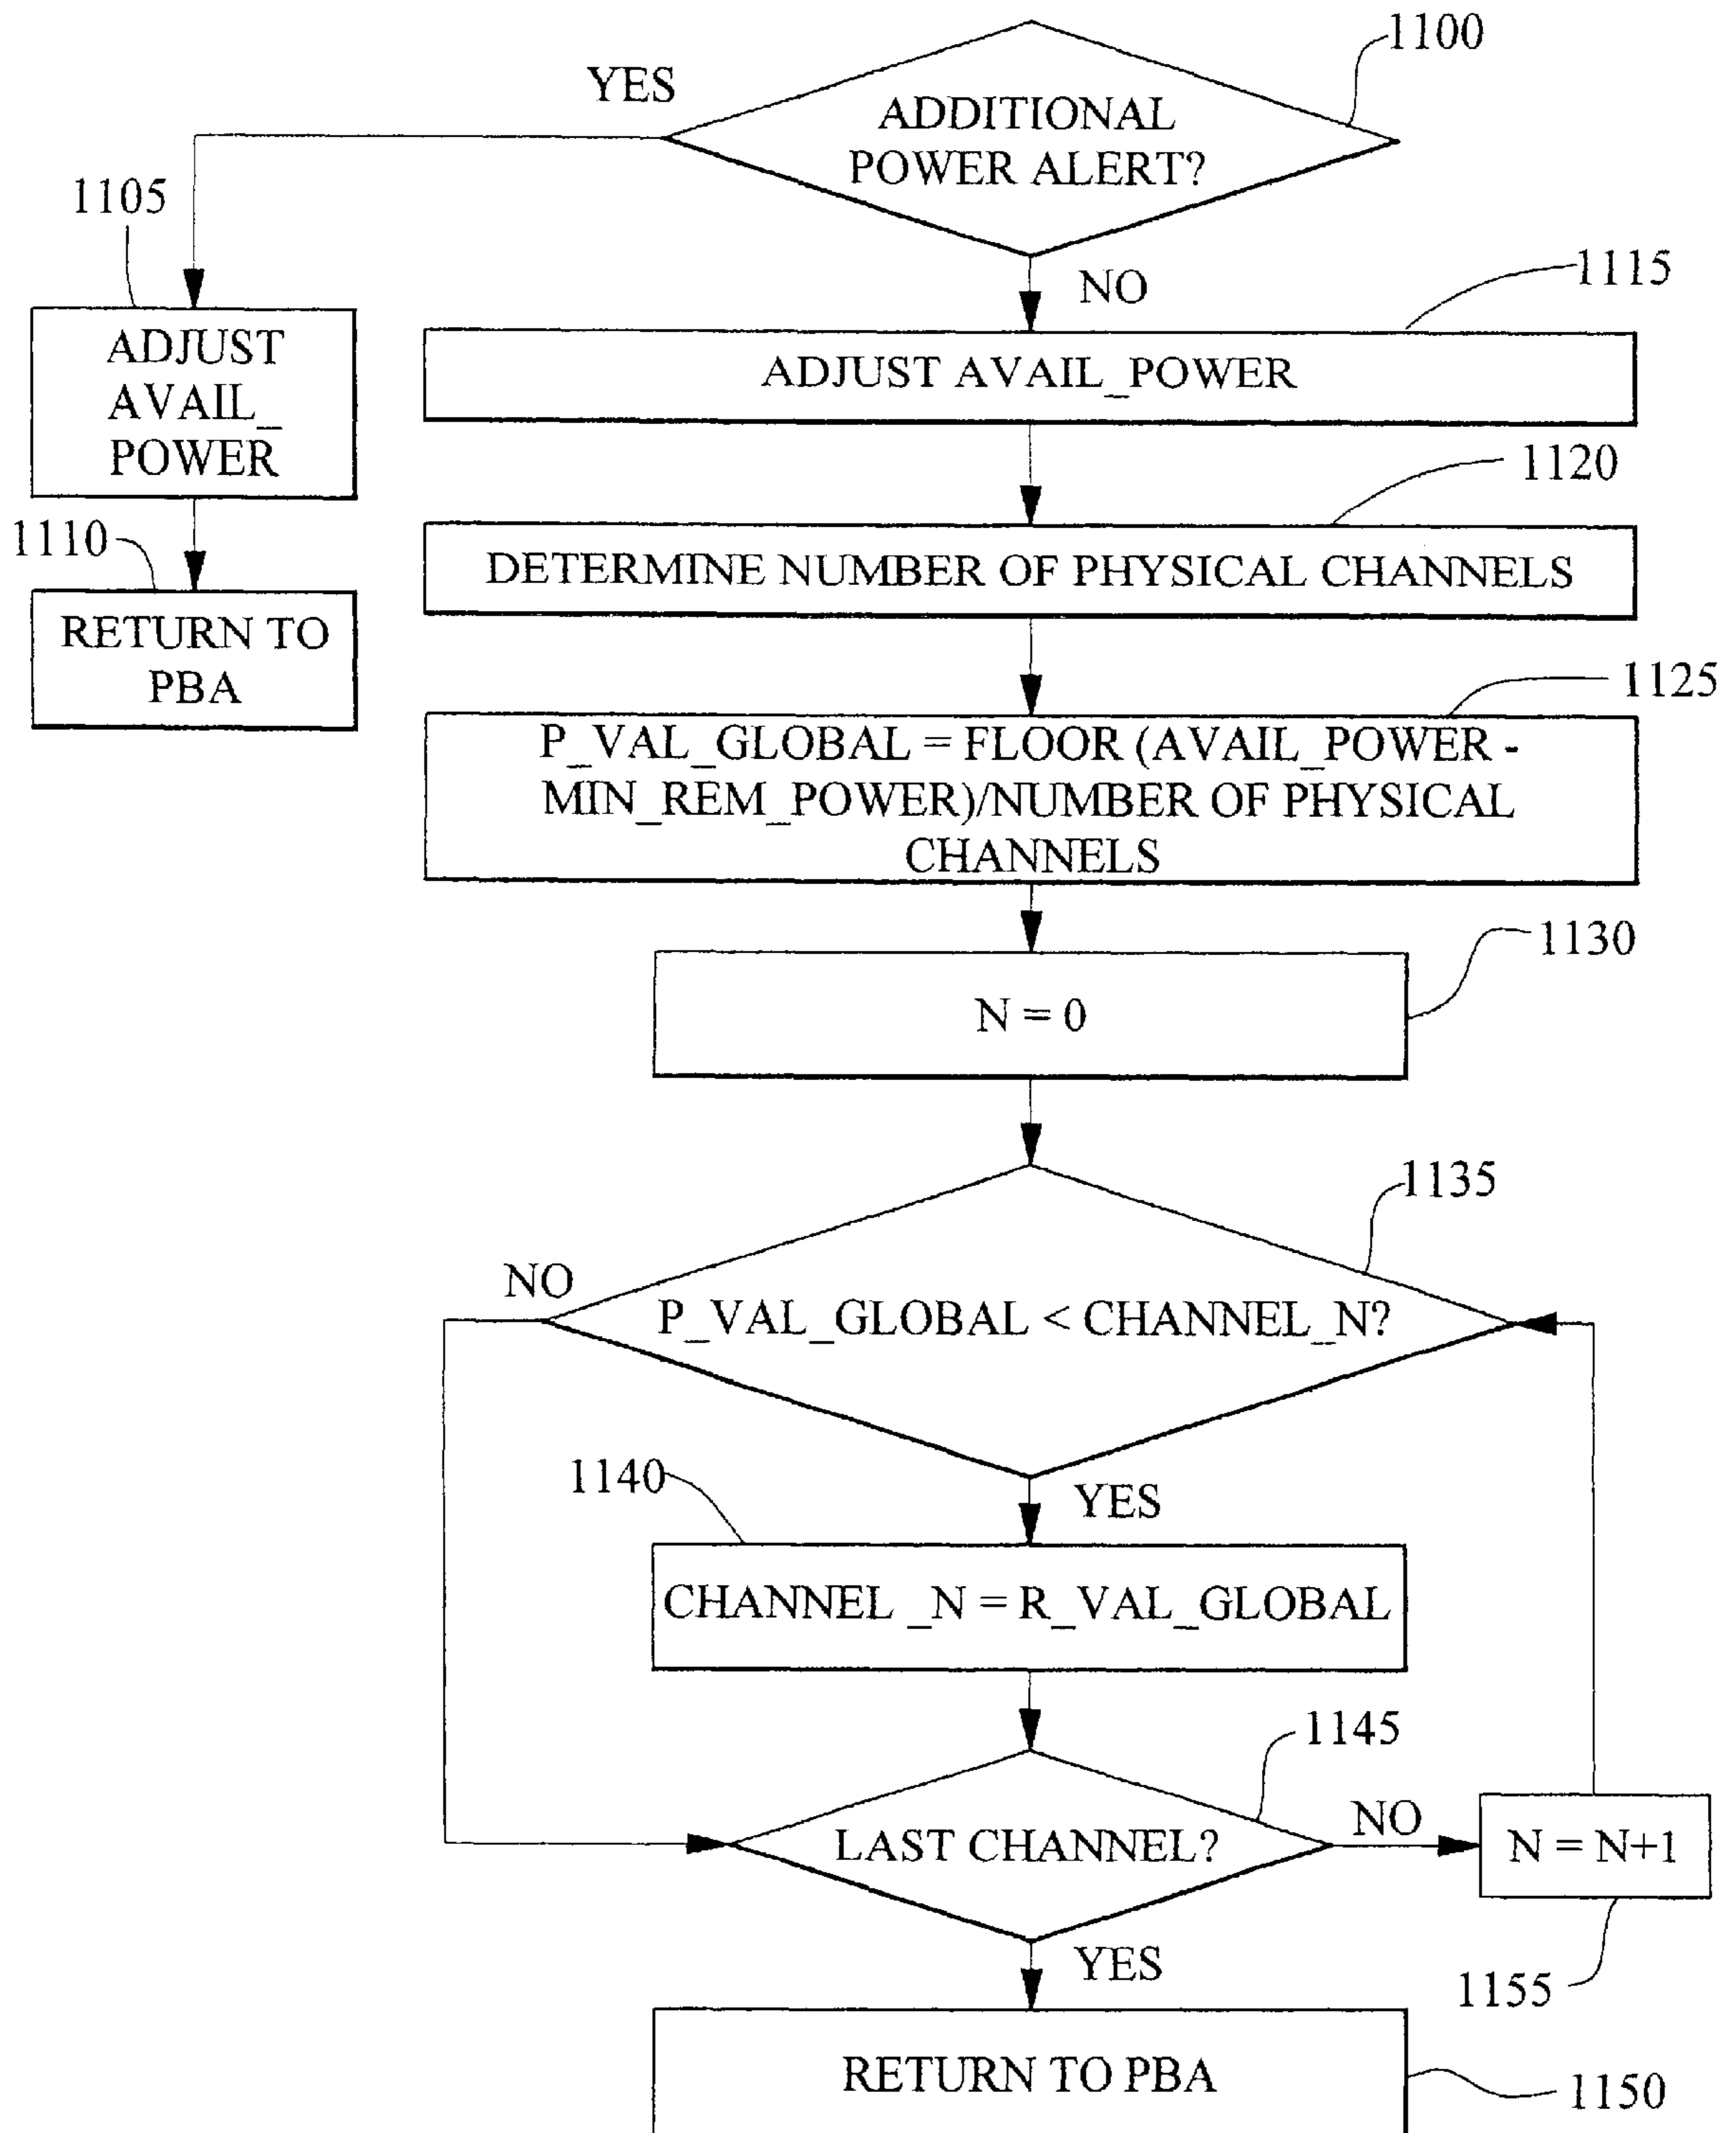 1100
YES
ADDITIONAL
POWER ALERT?
1105
NO
1115
ADJUST
AVAIL_
POWER
ADJUST AVAIL_POWER
1120
1110
DETERMINE NUMBER OF PHYSICAL CHANNELS
RETURN TO
PBA
1125
P_VAL_GLOBAL = FLOOR (AVAIL_POWER -
MIN_REM_POWER)/NUMBER OF PHYSICAL
CHANNELS
1130
N = 0
1135
NO
P_VAL_GLOBAL < CHANNEL_N?
1140
YES
CHANNEL _N = R_VAL_GLOBAL
1145
LAST CHANNEL?
NO
N = N+1
YES
1155
RETURN TO PBA
1150